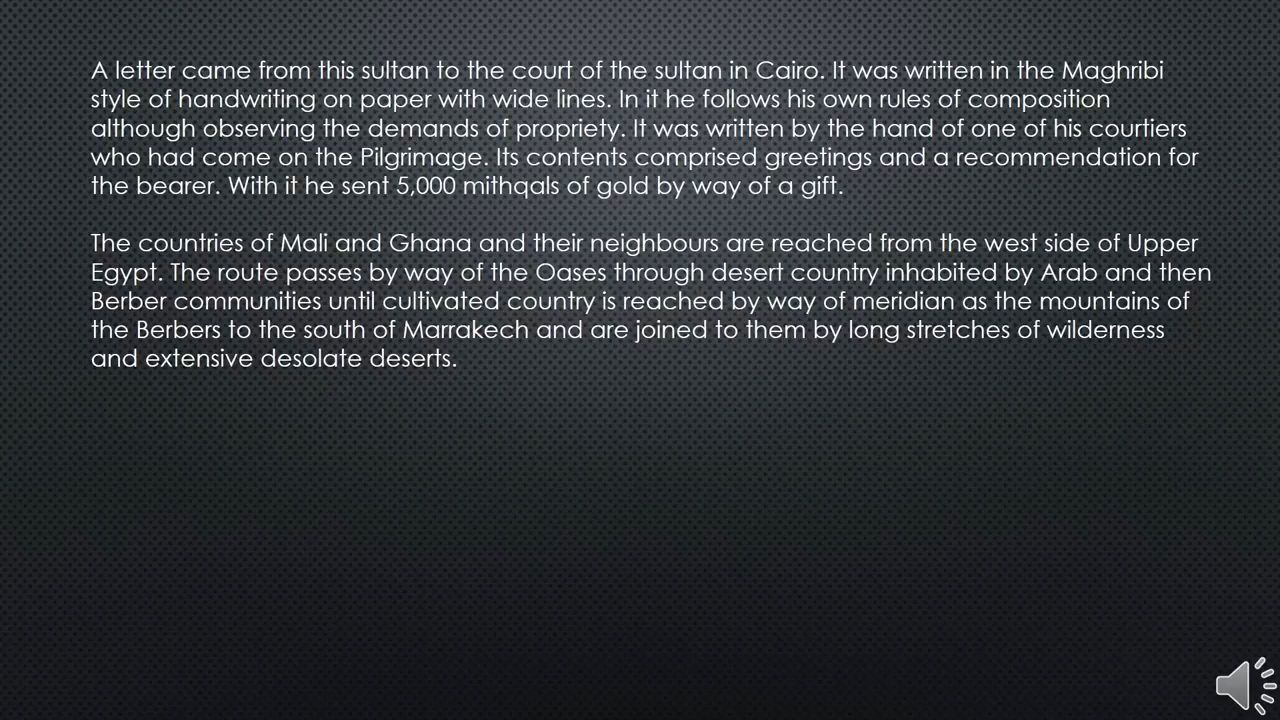 A letter came from this sultan to the court of the sultan in Cairo. It was written in the Maghribi
style of handwriting on paper with wide lines. In it he follows his own rules of composition
although observing the demands of propriety. It was written by the hand of one of his courtiers
who had come on the Pilgrimage. Its contents comprised greetings and a recommendation for
the bearer. With it he sent 5,000 mithqals of gold by way of a gift.
The countries of Mali and Ghana and their neighbours are reached from the west side of Upper
Egypt. The route passes by way of the Oases through desert country inhabited by Arab and then
Berber communities until cultivated country is reached by way of meridian as the mountains of
the Berbers to the south of Marrakech and are joined to them by long stretches of wilderness
and extensive desolate deserts.